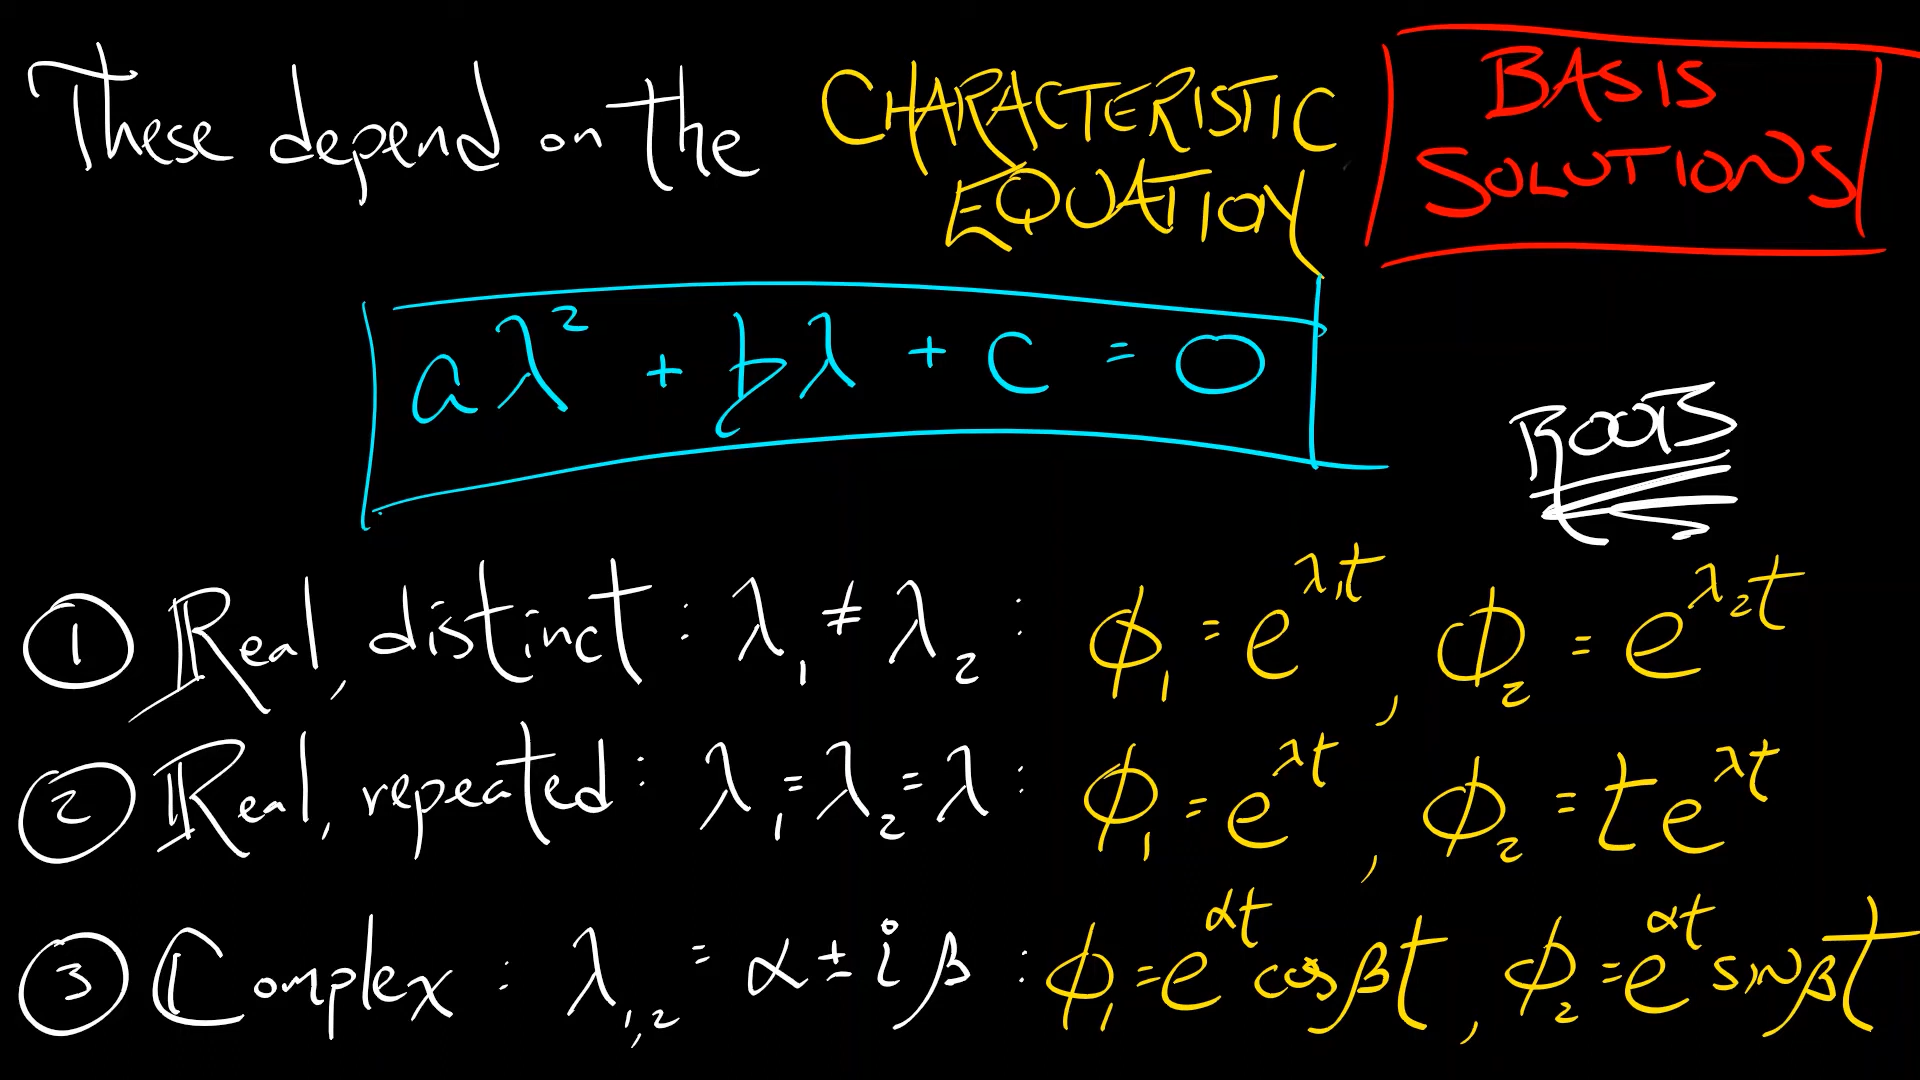 These depend on the CHARACTERISTIC
EQUATION
BASIS
SOLUTIONS
aλ² + bλ + c = 0
ROOTS
① Real, distinct : λ₁ ≠ λ₂ : ϕ₁ = e^{λ₁t}, ϕ₂ = e^{λ₂t}
② Real, repeated : λ₁ = λ₂ = λ : ϕ₁ = e^{λt}, ϕ₂ = te^{λt}
③ Complex : λ₁,₂ = α ± iβ : ϕ₁ = e^{αt} cos βt, ϕ₂ = e^{αt} sin βt